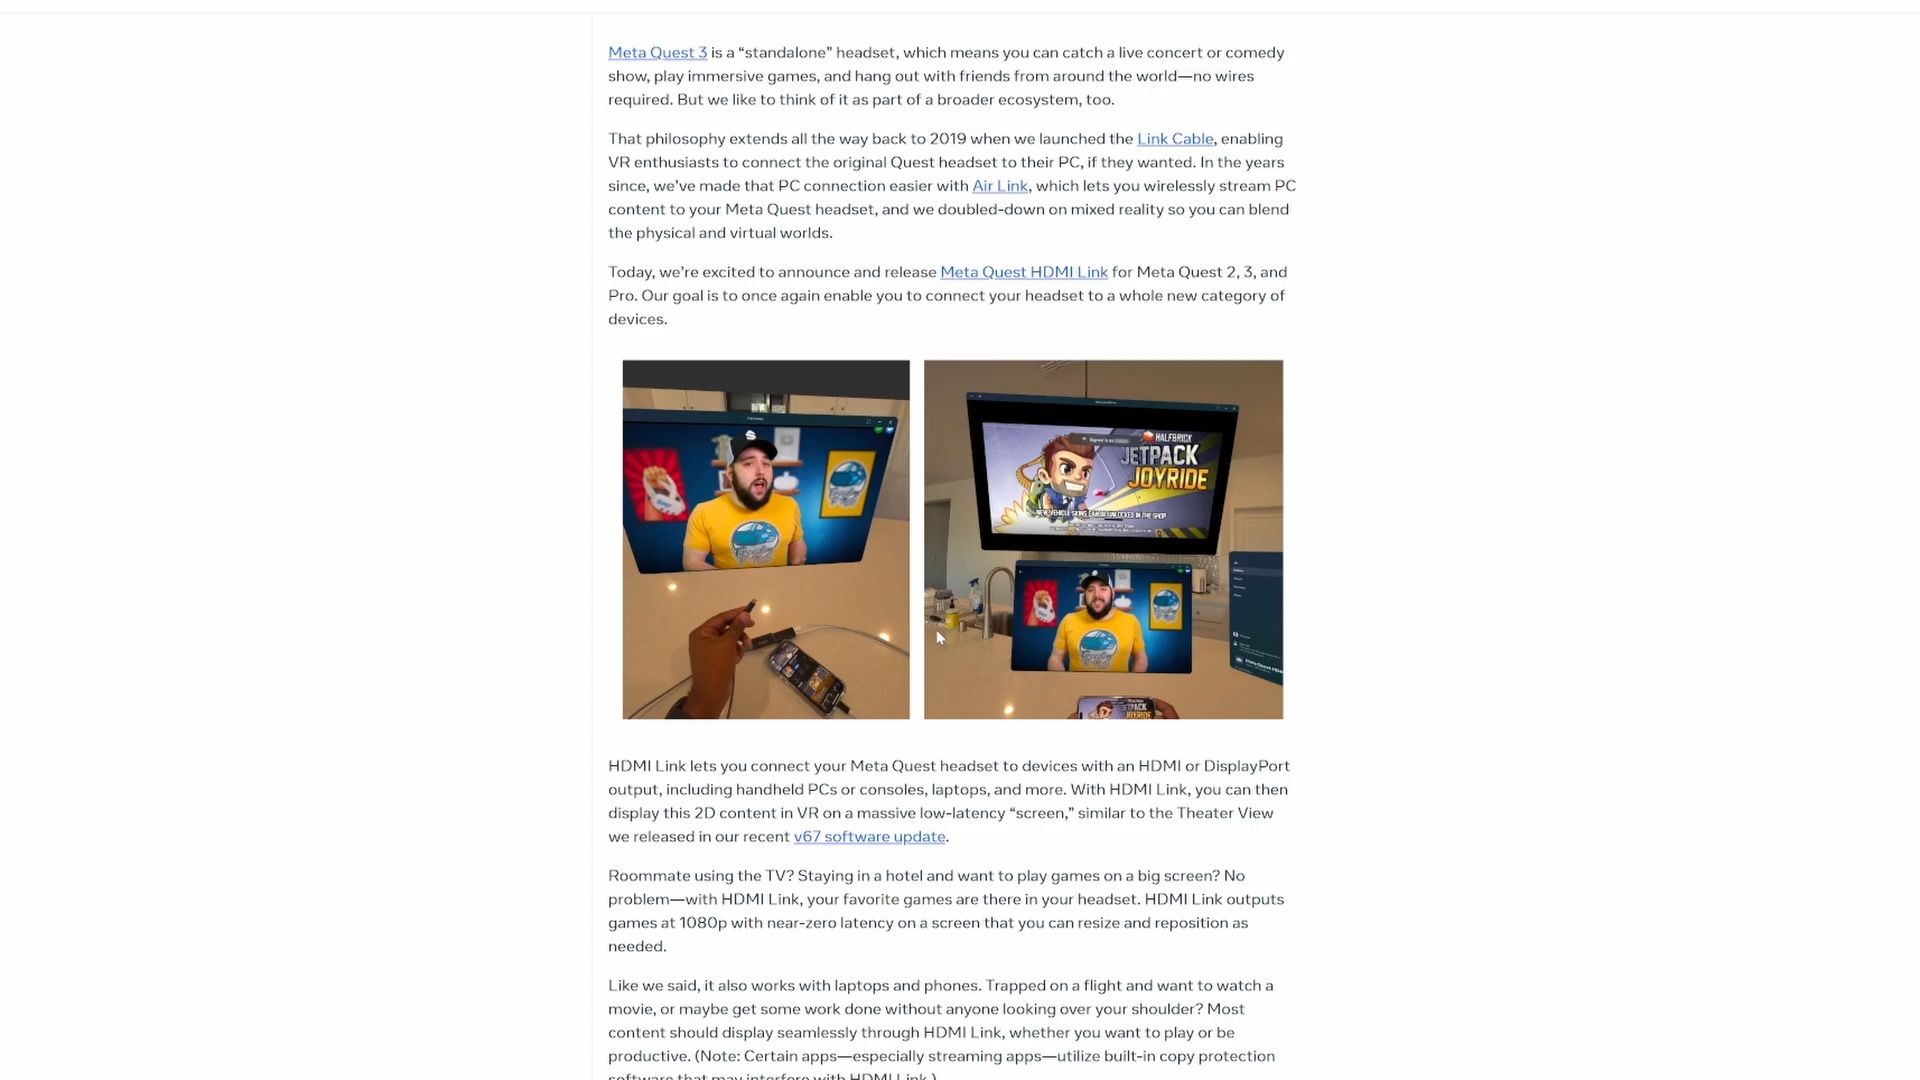 Meta Quest 3 is a “standalone” headset, which means you can catch a live concert or comedy
show, play immersive games, and hang out with friends from around the world—no wires
required. But we like to think of it as part of a broader ecosystem, too.
That philosophy extends all the way back to 2019 when we launched the Link Cable, enabling
VR enthusiasts to connect the original Quest headset to their PC, if they wanted. In the years
since, we’ve made that PC connection easier with Air Link, which lets you wirelessly stream PC
content to your Meta Quest headset, and we doubled-down on mixed reality so you can blend
the physical and virtual worlds.
Today, we’re excited to announce and release Meta Quest HDMI Link for Meta Quest 2, 3, and
Pro. Our goal is to once again enable you to connect your headset to a whole new category of
devices.
HALFBRICK
JETPACK
JOYRIDE
NEW VEHICLE SKINS CAN BE UNLOCKED IN THE SHOP
JETPACK
HDMI Link lets you connect your Meta Quest headset to devices with an HDMI or DisplayPort
output, including handheld PCs or consoles, laptops, and more. With HDMI Link, you can then
display this 2D content in VR on a massive low-latency “screen,” similar to the Theater View
we released in our recent v67 software update.
Roommate using the TV? Staying in a hotel and want to play games on a big screen? No
problem—with HDMI Link, your favorite games are there in your headset. HDMI Link outputs
games at 1080p with near-zero latency on a screen that you can resize and reposition as
needed.
Like we said, it also works with laptops and phones. Trapped on a flight and want to watch a
movie, or maybe get some work done without anyone looking over your shoulder? Most
content should display seamlessly through HDMI Link, whether you want to play or be
productive. (Note: Certain apps—especially streaming apps—utilize built-in copy protection
software that may interfere with HDMI Link.)